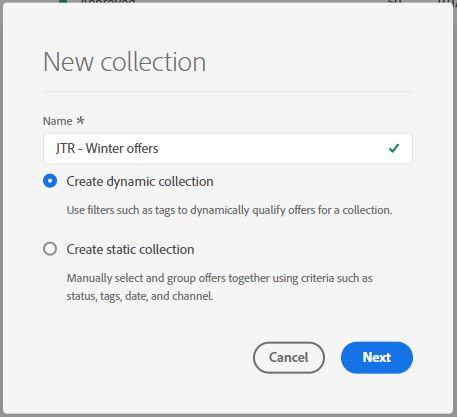 Approved
New collection
Name *
JTR - Winter offers
Create dynamic collection
Use filters such as tags to dynamically qualify offers for a collection.
Create static collection
Manually select and group offers together using criteria such as
status, tags, date, and channel.
Cancel Next